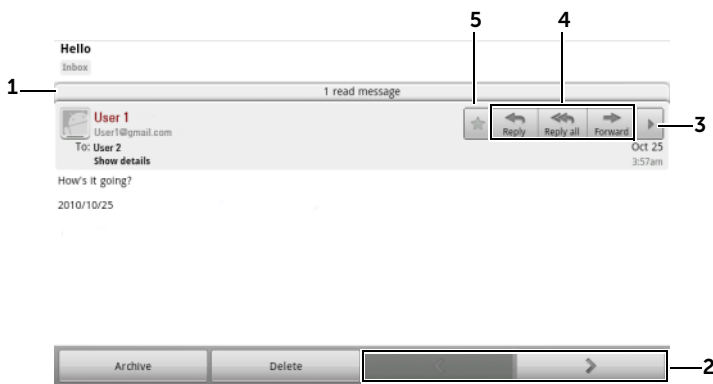 5 4
Hello
Inbox
1
1 read message
User 1
User1@gmail.com
Reply Reply all Forward
3
To: User 2
Oct 25
Show details
3:57am
How's it going?
2010/10/25
Archive Delete
2